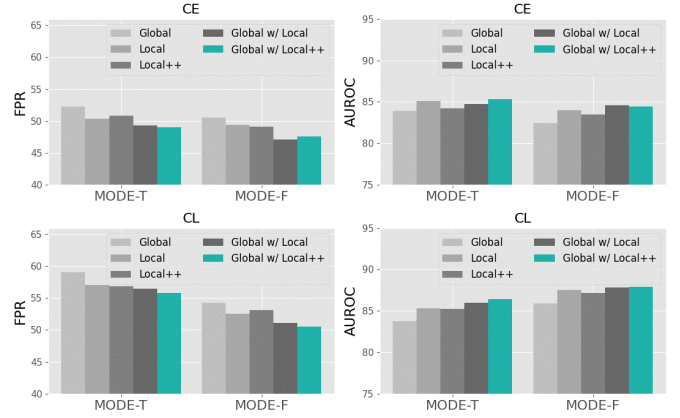 CE
FPR
65
60
55
50
45
40
Global
Local
Local++
Global w/ Local
Global w/ Local++
MODE-T
MODE-F
CE
AUROC
95
90
85
80
75
Global
Local
Local++
Global w/ Local
Global w/ Local++
MODE-T
MODE-F
CL
FPR
65
60
55
50
45
40
Global
Local
Local++
Global w/ Local
Global w/ Local++
MODE-T
MODE-F
CL
AUROC
95
90
85
80
75
Global
Local
Local++
Global w/ Local
Global w/ Local++
MODE-T
MODE-F